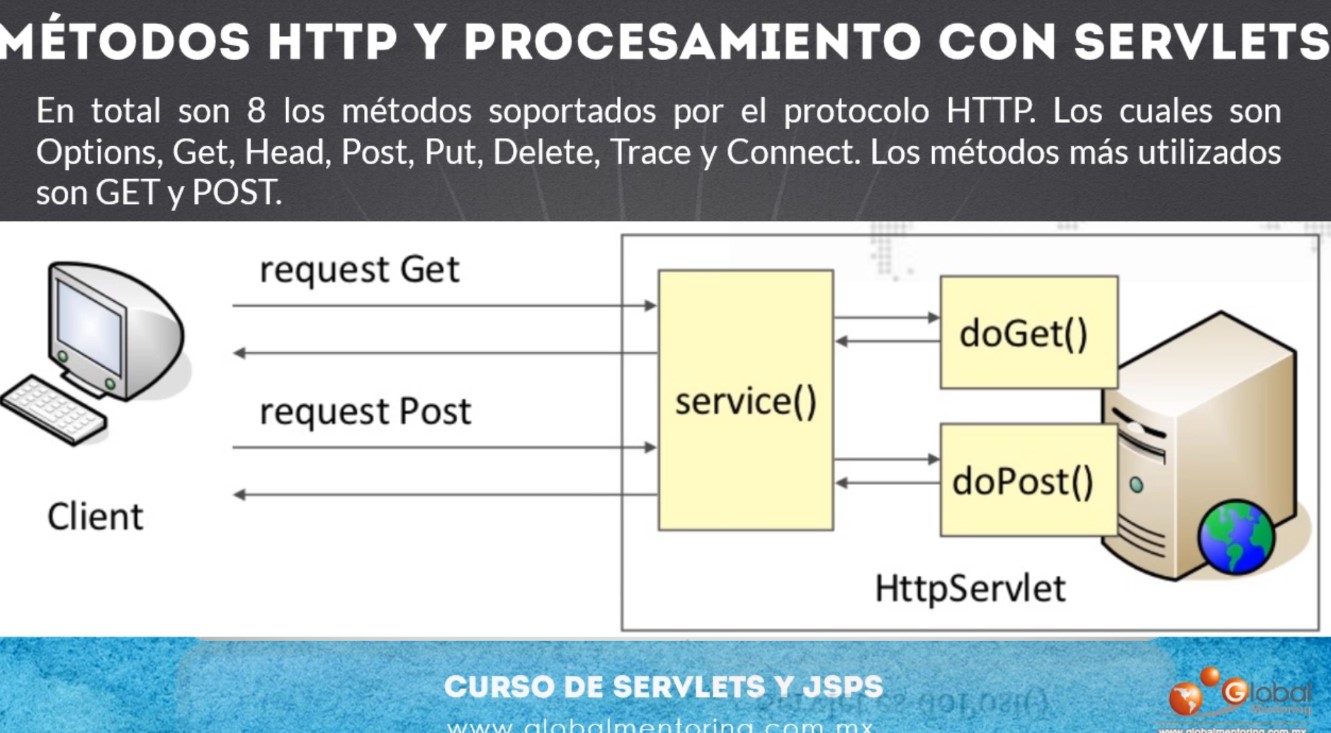 MÉTODOS HTTP Y PROCESAMIENTO CON SERVLETS
En total son 8 los métodos soportados por el protocolo HTTP. Los cuales son
Options, Get, Head, Post, Put, Delete, Trace y Connect. Los métodos más utilizados
son GET y POST.
request Get
request Post
Client
service()
doGet()
doPost()
HttpServlet
CURSO DE SERVLETS Y JSPS
www.globalmentoring.com.mx
Global
Mentoring
www.globalmentoring.com.mx